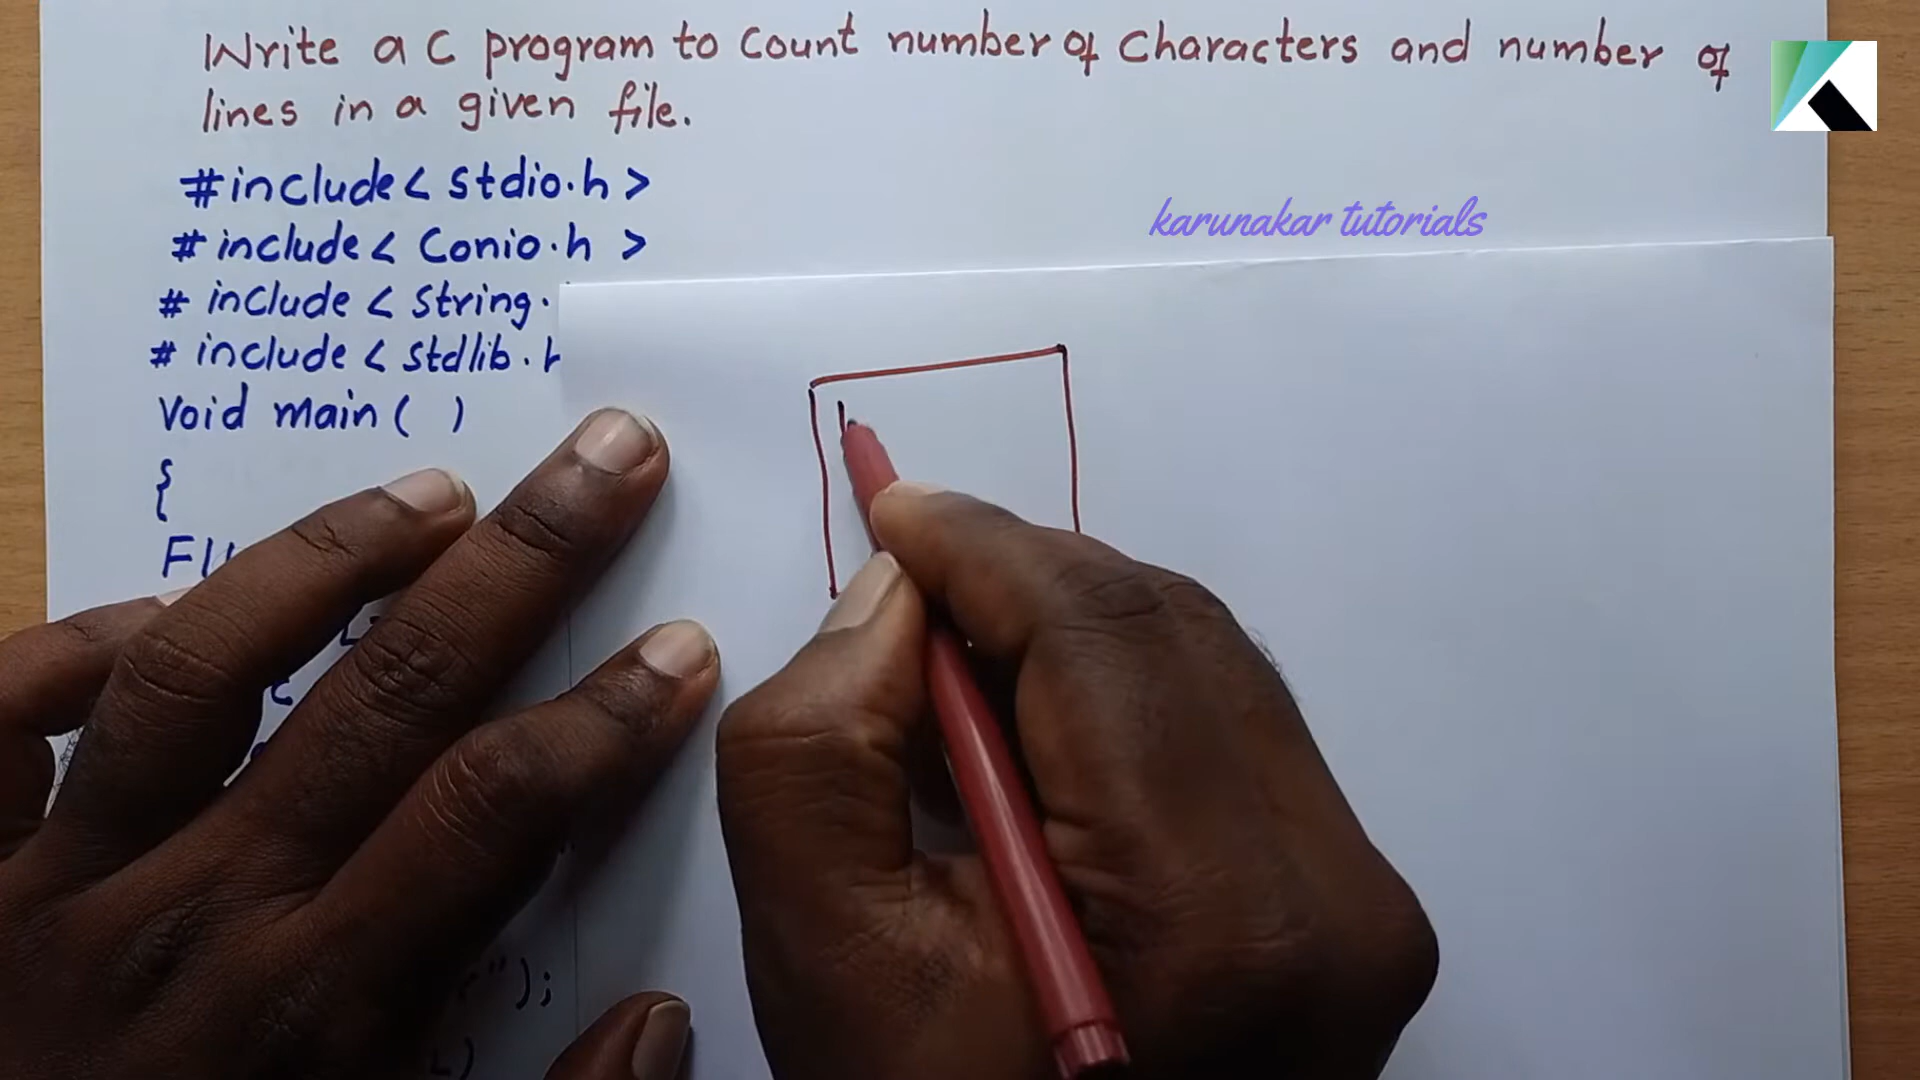 Write a C program to Count number of Characters and number of
lines in a given file.
#include< stdio.h >
#include< Conio.h >
karunakar tutorials
# include < String.
# include < stdlib.h
Void main ( )
{
");